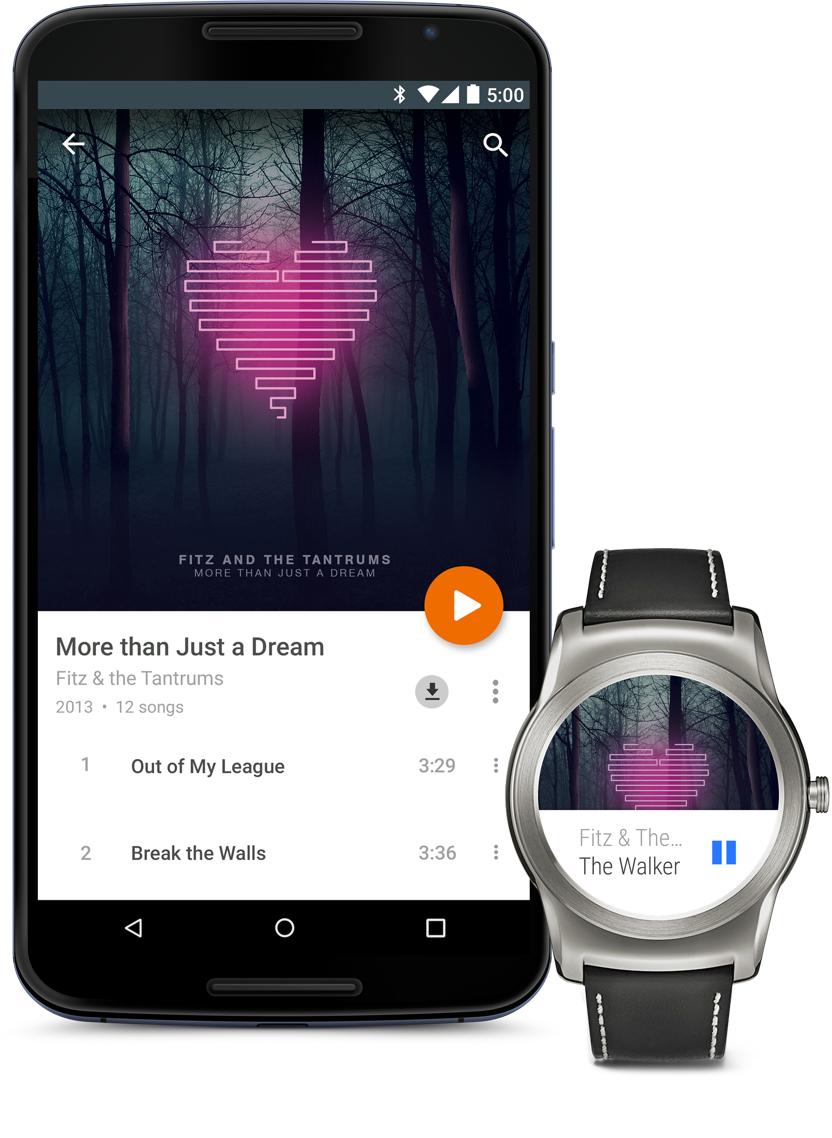 5:00
FITZ AND THE TANTRUMS
MORE THAN JUST A DREAM
More than Just a Dream
Fitz & the Tantrums
2013 • 12 songs
1 Out of My League 3:29
2 Break the Walls 3:36
Fitz & The...
The Walker